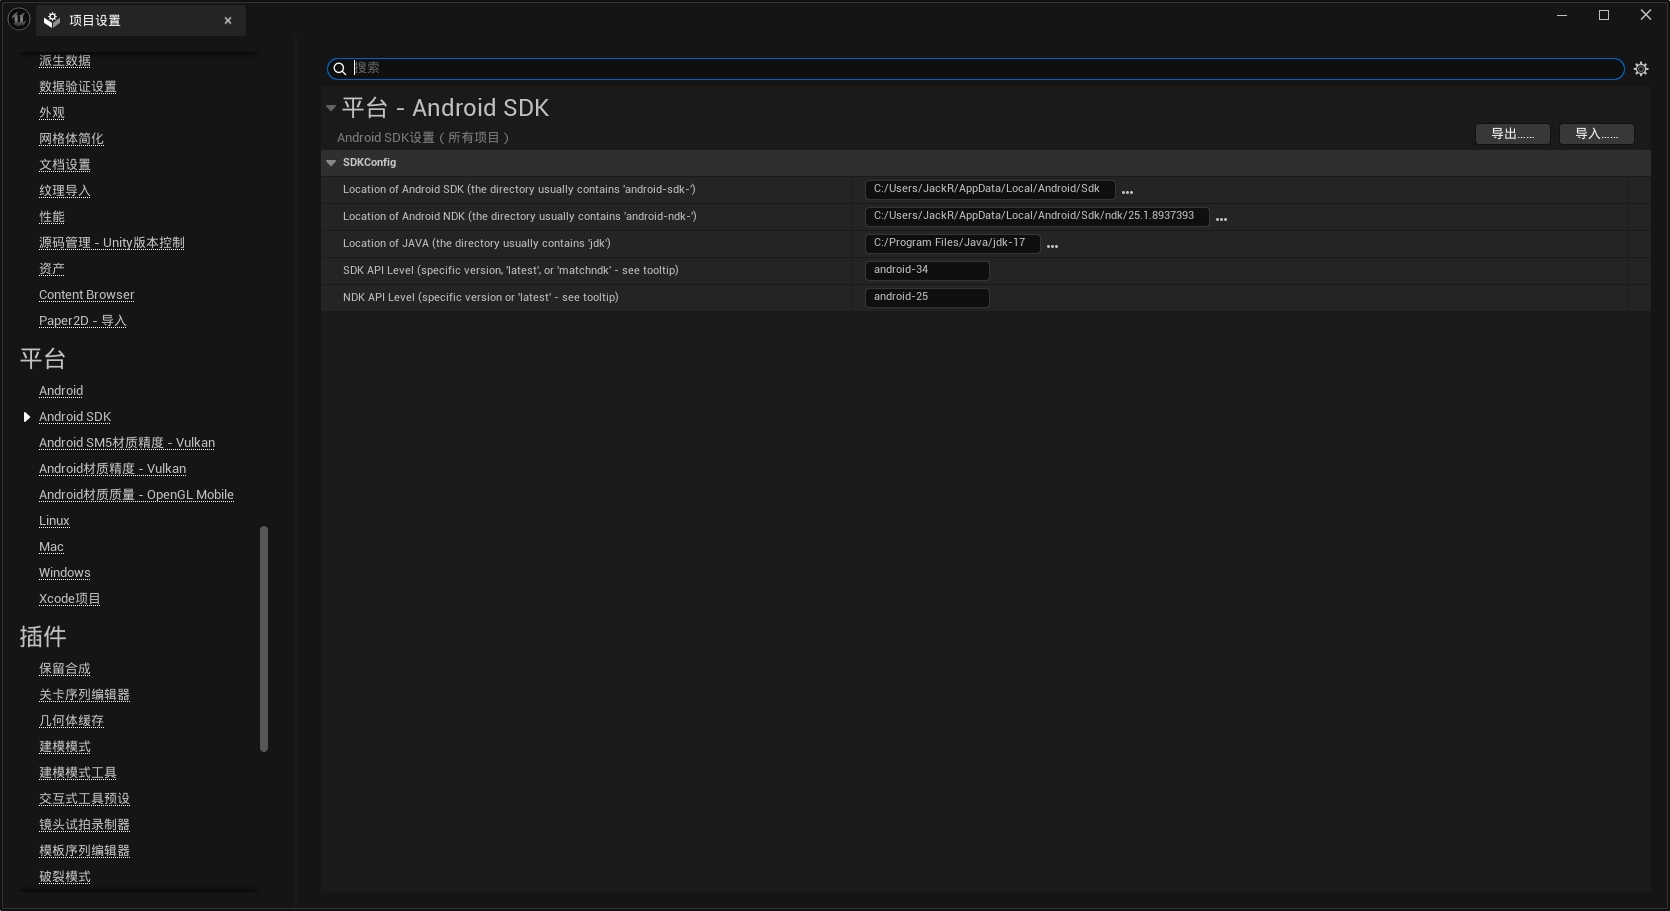 项目设置
派生数据
数据验证设置
外观
网格体简化
文档设置
纹理导入
性能
源码管理 - Unity版本控制
资产
Content Browser
Paper2D - 导入
平台
Android
Android SDK
Android SM5材质精度 - Vulkan
Android材质精度 - Vulkan
Android材质质量 - OpenGL Mobile
Linux
Mac
Windows
Xcode项目
插件
保留合成
关卡序列编辑器
几何体缓存
建模模式
建模模式工具
交互式工具预设
镜头试拍录制器
模板序列编辑器
破裂模式
搜索
平台 - Android SDK
Android SDK设置（所有项目）
导出...... 导入......
SDKConfig
Location of Android SDK (the directory usually contains 'android-sdk-') C:/Users/JackR/AppData/Local/Android/Sdk
Location of Android NDK (the directory usually contains 'android-ndk-') C:/Users/JackR/AppData/Local/Android/Sdk/ndk/25.1.8937393
Location of JAVA (the directory usually contains 'jdk') C:/Program Files/Java/jdk-17
SDK API Level (specific version, 'latest', or 'matchndk' - see tooltip) android-34
NDK API Level (specific version or 'latest' - see tooltip) android-25